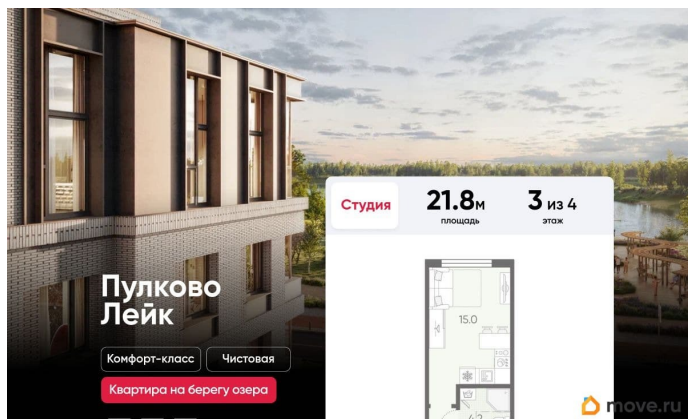 Студия
21.8м
площадь
3 из 4
этаж
15.0
Пулково
Лейк
Комфорт-класс
Чистовая
Квартира на берегу озера
move.ru